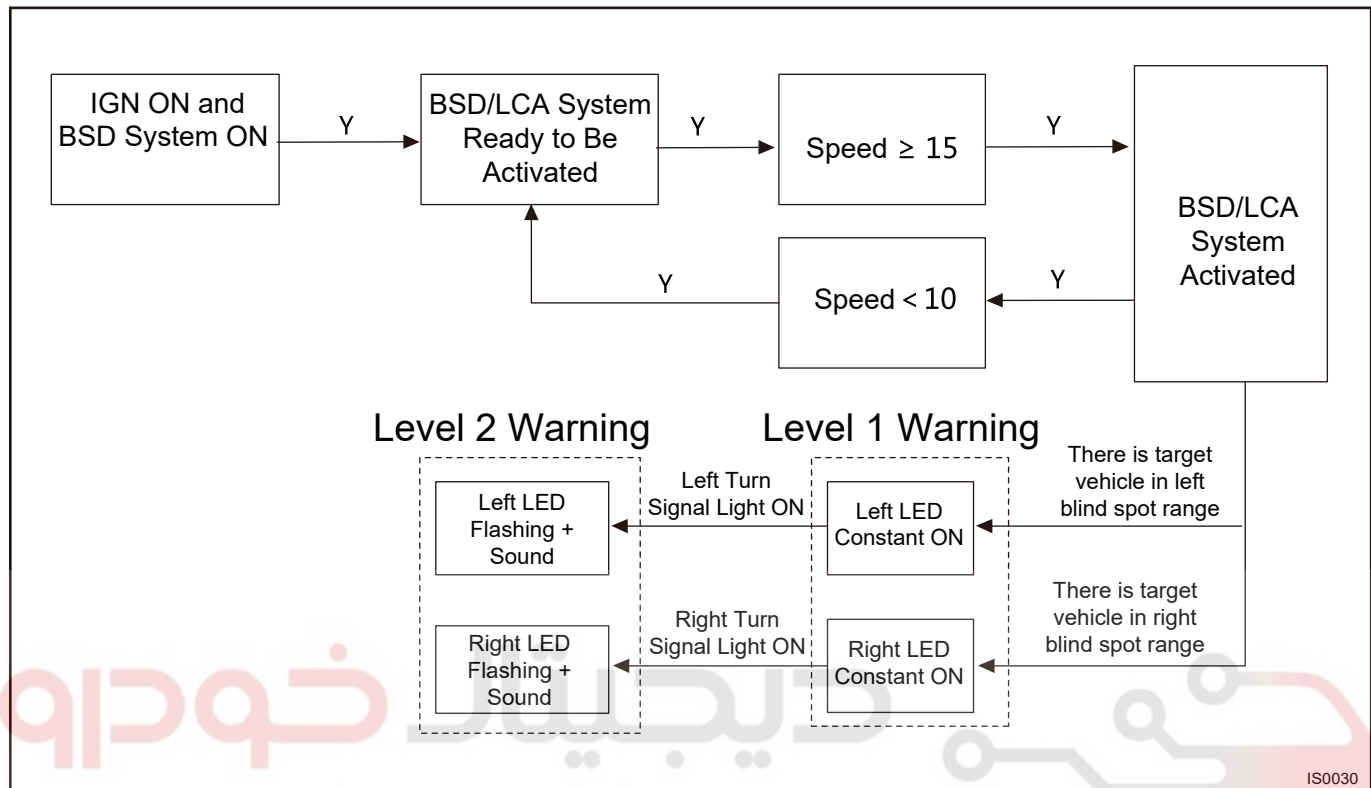 IGN ON and
BSD System ON
Y
BSD/LCA System
Ready to Be
Activated
Y
Speed ≥ 15
Y
BSD/LCA
System
Activated
Y
Speed < 10
Y
Level 2 Warning
Level 1 Warning
There is target
vehicle in left
blind spot range
Left Turn
Signal Light ON
Left LED
Flashing +
Sound
Left LED
Constant ON
There is target
vehicle in right
blind spot range
Right Turn
Signal Light ON
Right LED
Flashing +
Sound
Right LED
Constant ON
دیجیتال خودرو
IS0030